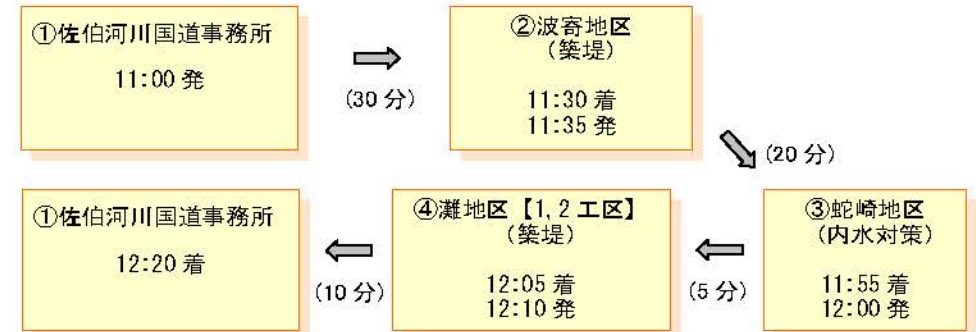 ①佐伯河川国道事務所
11:00 発
(30 分)
②波寄地区
(築堤)
11:30 着
11:35 発
(20 分)
③蛇崎地区
(内水対策)
11:55 着
12:00 発
(5 分)
④灘地区【1,2 工区】
(築堤)
12:05 着
12:10 発
(10 分)
①佐伯河川国道事務所
12:20 着